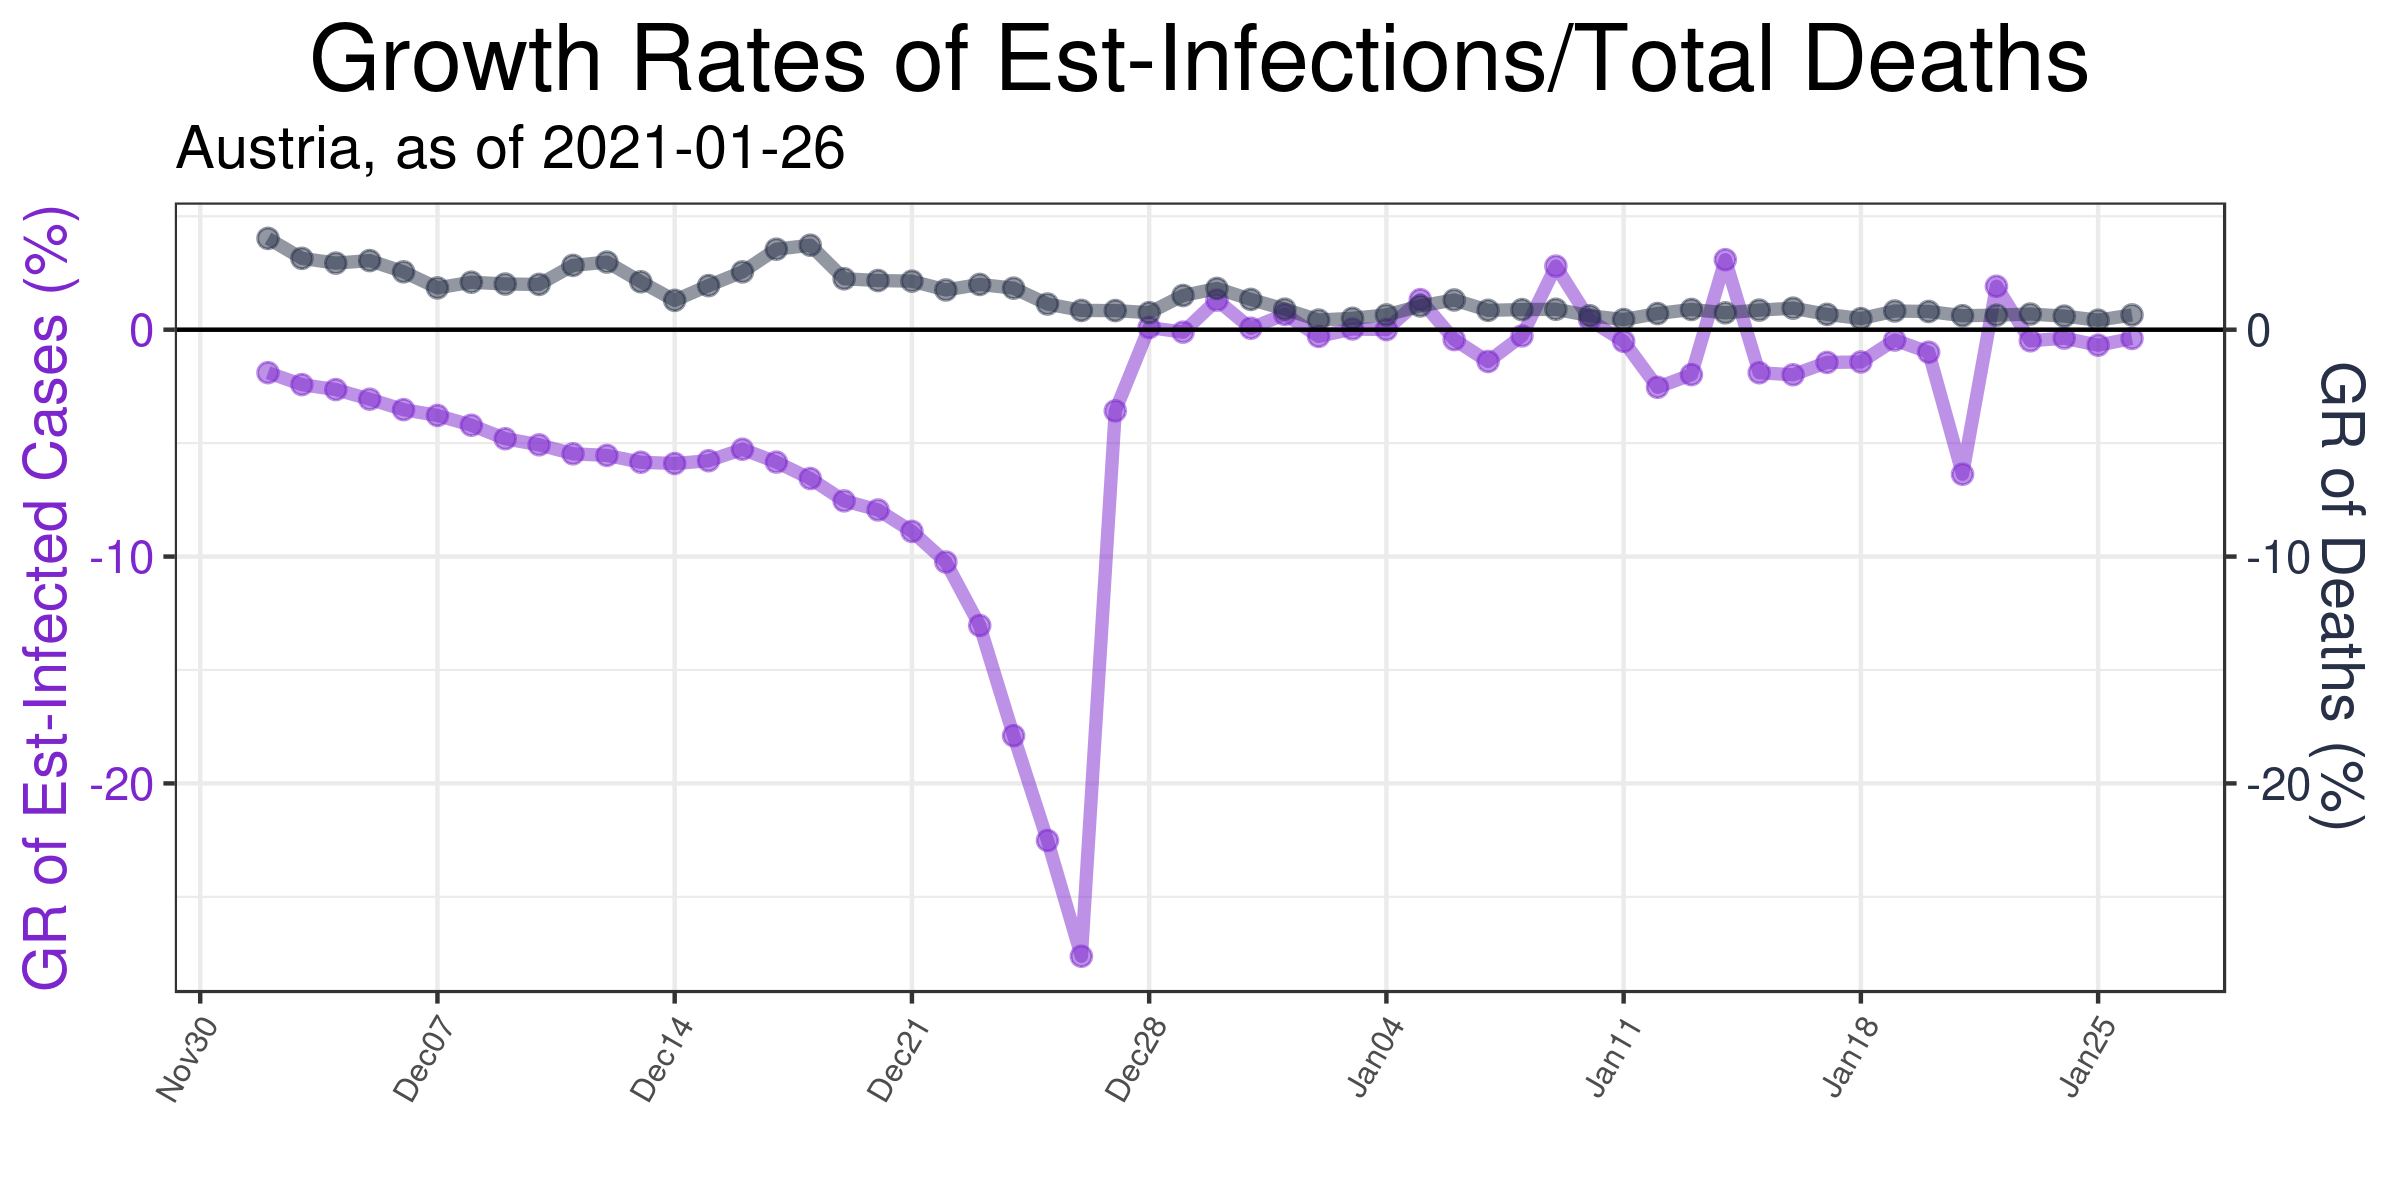 Growth Rates of Est-Infections/Total Deaths
Austria, as of 2021-01-26
GR of Est-Infected Cases (%)
0
-10
-20
0
-10
-20
GR of Deaths (%)
Nov30
Dec07
Dec14
Dec21
Dec28
Jan04
Jan11
Jan18
Jan25